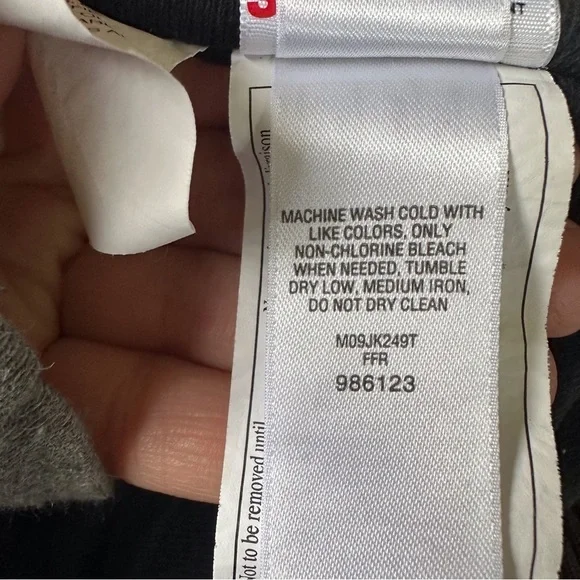 MACHINE WASH COLD WITH
LIKE COLORS, ONLY
NON-CHLORINE BLEACH
WHEN NEEDED, TUMBLE
DRY LOW, MEDIUM IRON,
DO NOT DRY CLEAN
M09JK249T
FFR
986123
Not to be removed until